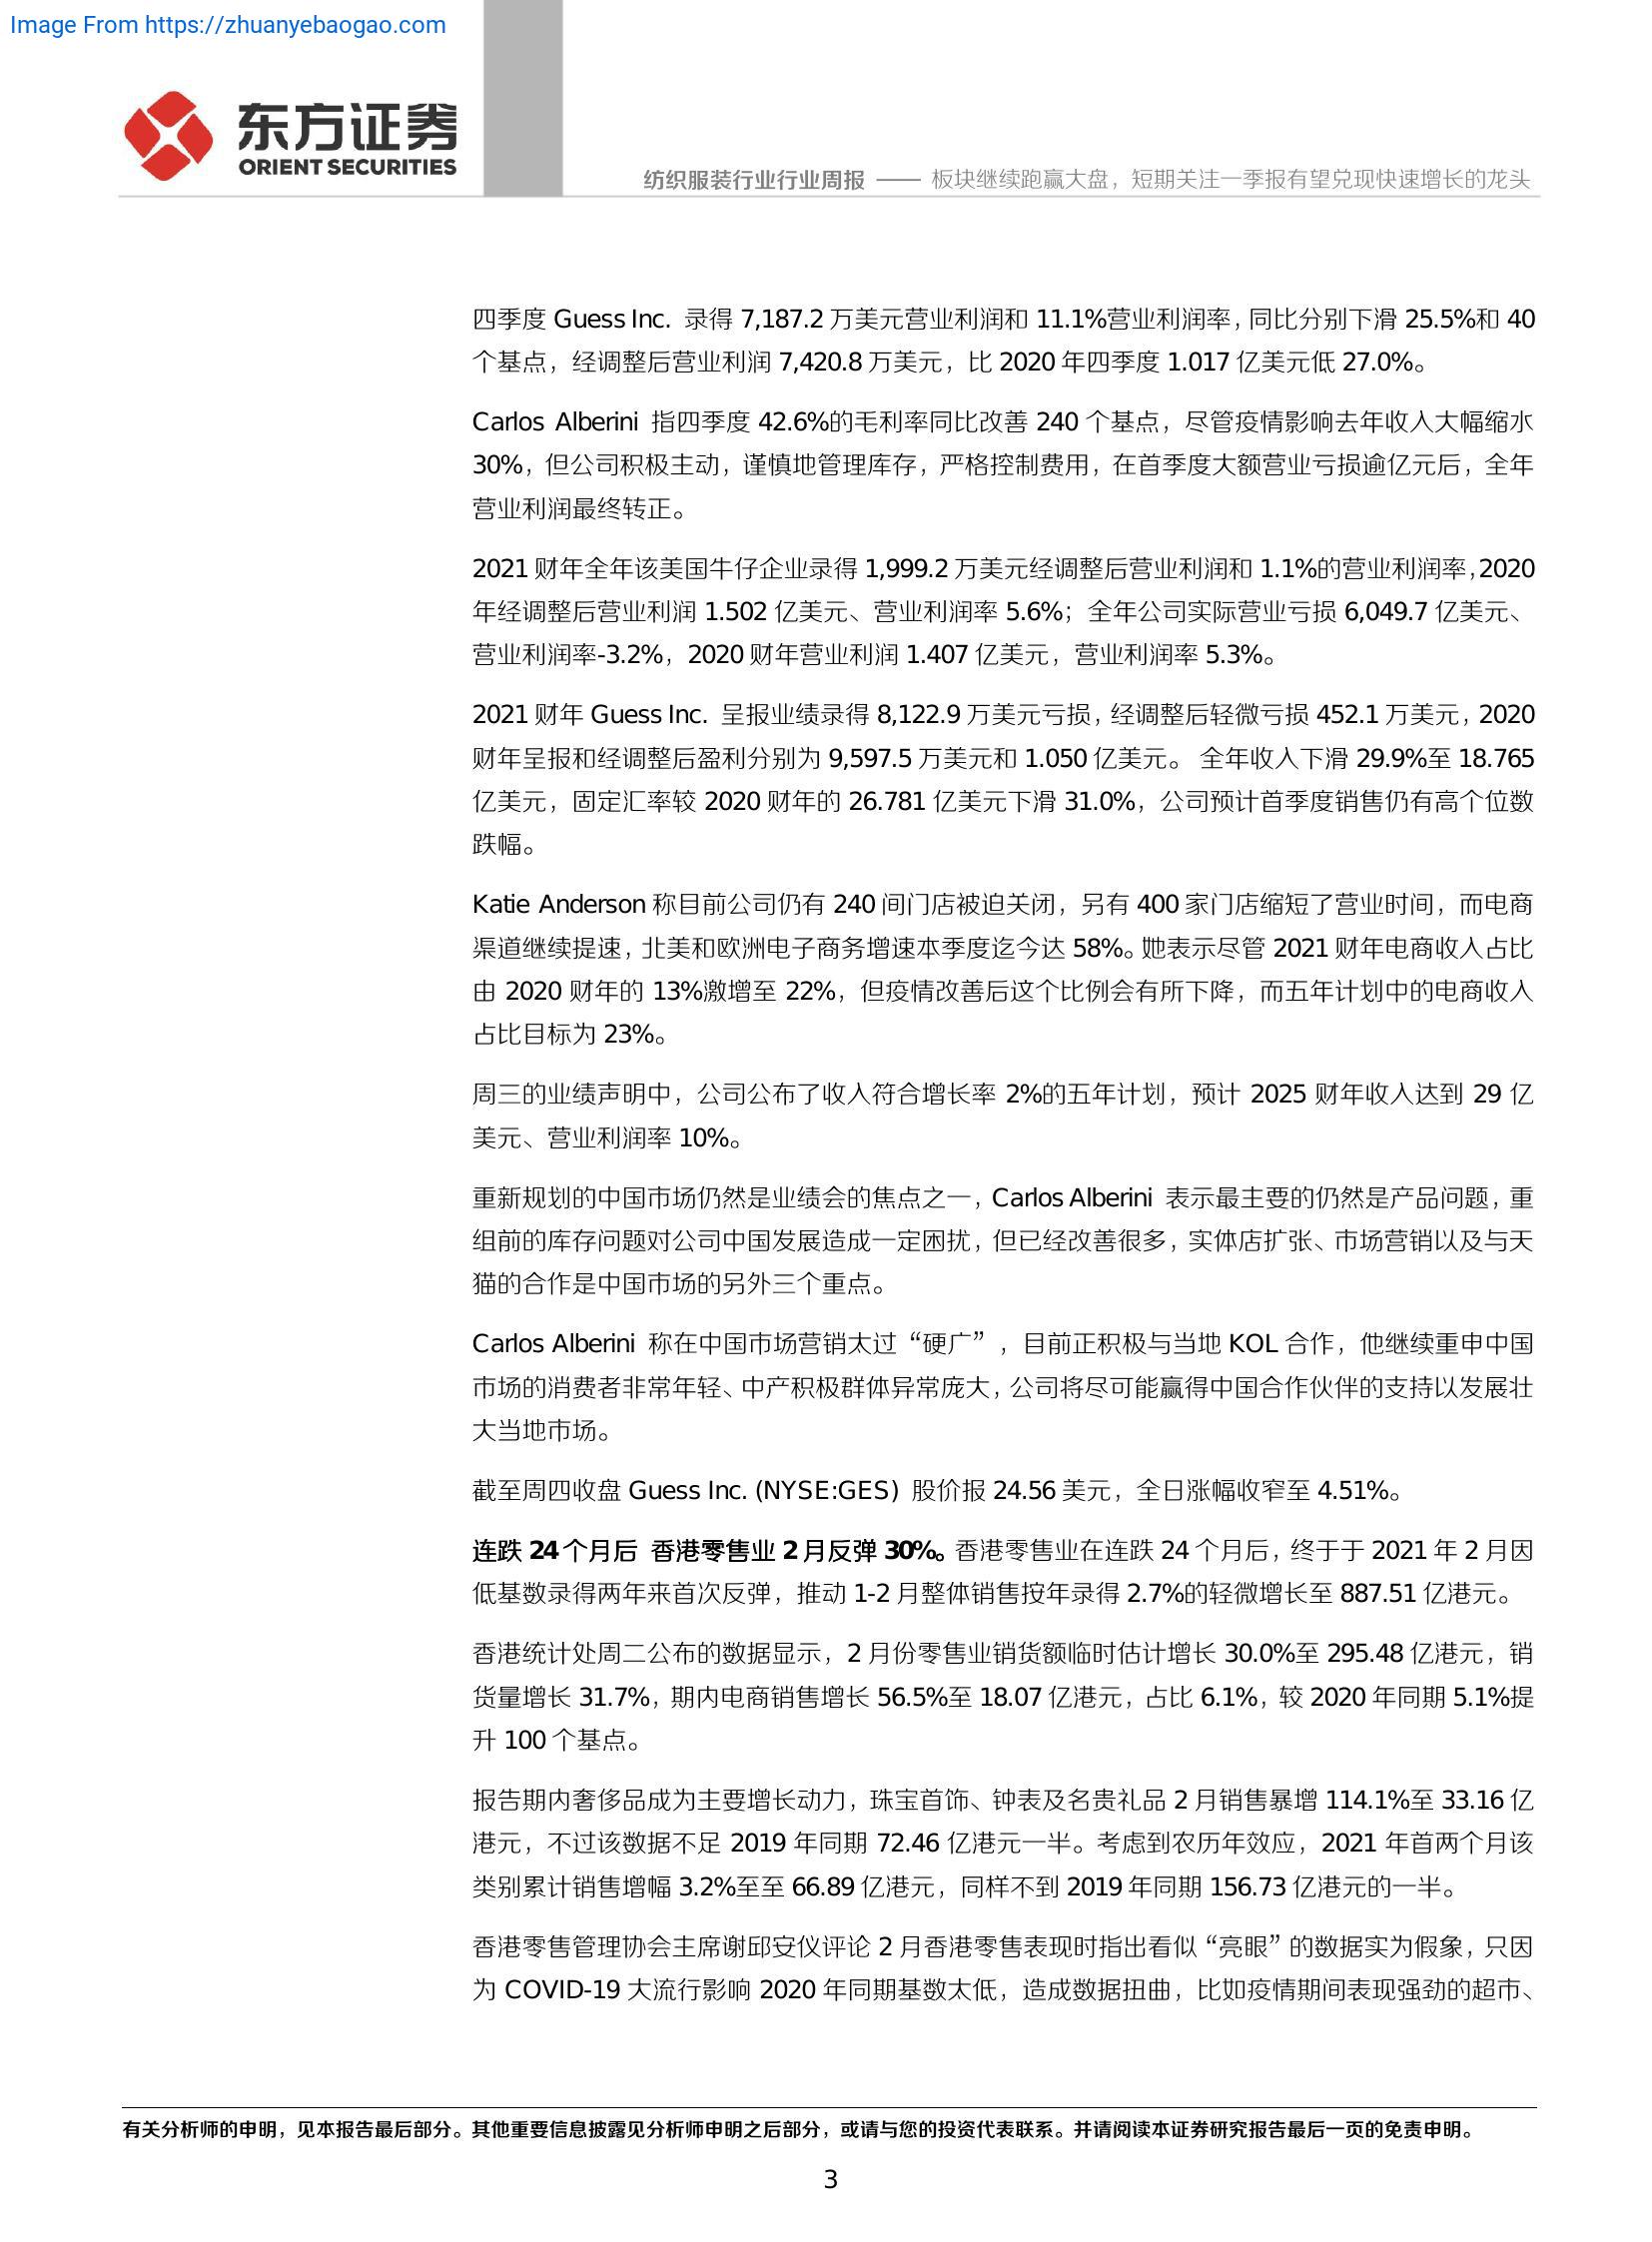 Image From https://zhuanyebaogao.com
东方证券
ORIENT SECURITIES
纺织服装行业行业周报 —— 板块继续跑赢大盘，短期关注一季报有望兑现快速增长的龙头
四季度 Guess Inc. 录得 7,187.2 万美元营业利润和 11.1%营业利润率，同比分别下滑 25.5%和 40
个基点，经调整后营业利润 7,420.8 万美元，比 2020 年四季度 1.017 亿美元低 27.0%。
Carlos Alberini 指四季度 42.6%的毛利率同比改善 240 个基点，尽管疫情影响去年收入大幅缩水
30%，但公司积极主动，谨慎地管理库存，严格控制费用，在首季度大额营业亏损逾亿元后，全年
营业利润最终转正。
2021 财年全年该美国牛仔企业录得 1,999.2 万美元经调整后营业利润和 1.1%的营业利润率，2020
年经调整后营业利润 1.502 亿美元、营业利润率 5.6%；全年公司实际营业亏损 6,049.7 亿美元、
营业利润率-3.2%，2020 财年营业利润 1.407 亿美元，营业利润率 5.3%。
2021 财年 Guess Inc. 呈报业绩录得 8,122.9 万美元亏损，经调整后轻微亏损 452.1 万美元，2020
财年呈报和经调整后盈利分别为 9,597.5 万美元和 1.050 亿美元。 全年收入下滑 29.9%至 18.765
亿美元，固定汇率较 2020 财年的 26.781 亿美元下滑 31.0%，公司预计首季度销售仍有高个位数
跌幅。
Katie Anderson 称目前公司仍有 240 间门店被迫关闭，另有 400 家门店缩短了营业时间，而电商
渠道继续提速，北美和欧洲电子商务增速本季度迄今达 58%。她表示尽管 2021 财年电商收入占比
由 2020 财年的 13%激增至 22%，但疫情改善后这个比例会有所下降，而五年计划中的电商收入
占比目标为 23%。
周三的业绩声明中，公司公布了收入符合增长率 2%的五年计划，预计 2025 财年收入达到 29 亿
美元、营业利润率 10%。
重新规划的中国市场仍然是业绩会的焦点之一，Carlos Alberini 表示最主要的仍然是产品问题，重
组前的库存问题对公司中国发展造成一定困扰，但已经改善很多，实体店扩张、市场营销以及与天
猫的合作是中国市场的另外三个重点。
Carlos Alberini 称在中国市场营销太过“硬广”，目前正积极与当地 KOL 合作，他继续重申中国
市场的消费者非常年轻、中产积极群体异常庞大，公司将尽可能赢得中国合作伙伴的支持以发展壮
大当地市场。
截至周四收盘 Guess Inc. (NYSE:GES) 股价报 24.56 美元，全日涨幅收窄至 4.51%。
连跌 24 个月后 香港零售业 2 月反弹 30%。香港零售业在连跌 24 个月后，终于于 2021 年 2 月因
低基数录得两年来首次反弹，推动 1-2 月整体销售按年录得 2.7%的轻微增长至 887.51 亿港元。
香港统计处周二公布的数据显示，2 月份零售业销货额临时估计增长 30.0%至 295.48 亿港元，销
货量增长 31.7%，期内电商销售增长 56.5%至 18.07 亿港元，占比 6.1%，较 2020 年同期 5.1%提
升 100 个基点。
报告期内奢侈品成为主要增长动力，珠宝首饰、钟表及名贵礼品 2 月销售暴增 114.1%至 33.16 亿
港元，不过该数据不足 2019 年同期 72.46 亿港元一半。考虑到农历年效应，2021 年首两个月该
类别累计销售增幅 3.2%至至 66.89 亿港元，同样不到 2019 年同期 156.73 亿港元的一半。
香港零售管理协会主席谢邱安仪评论 2 月香港零售表现时指出看似“亮眼”的数据实为假象，只因
为 COVID-19 大流行影响 2020 年同期基数太低，造成数据扭曲，比如疫情期间表现强劲的超市、
有关分析师的申明，见本报告最后部分。其他重要信息披露见分析师申明之后部分，或请与您的投资代表联系。并请阅读本证券研究报告最后一页的免责申明。
3